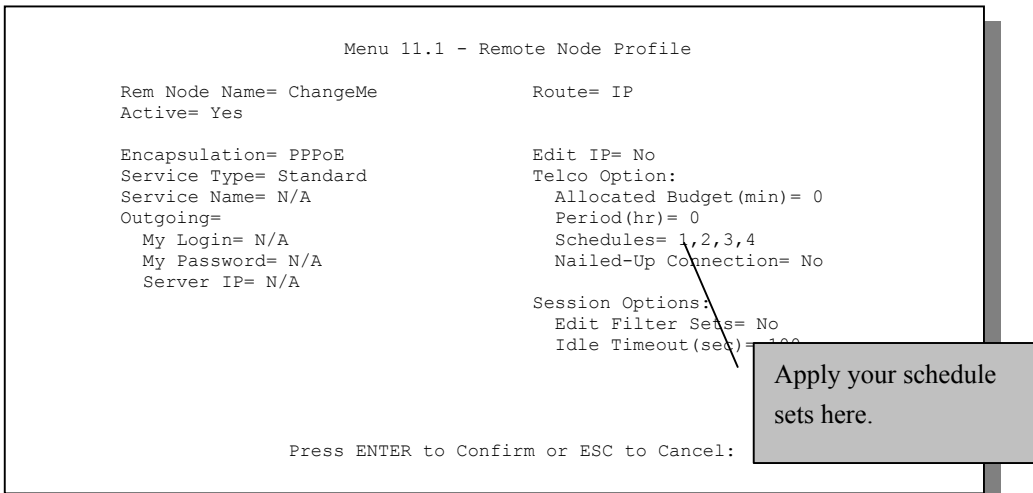 Menu 11.1 - Remote Node Profile
Rem Node Name= ChangeMe Route= IP
Active= Yes
Encapsulation= PPPoE Edit IP= No
Service Type= Standard Telco Option:
Service Name= N/A Allocated Budget(min)= 0
Outgoing= Period(hr)= 0
My Login= N/A Schedules= 1,2,3,4
My Password= N/A Nailed-Up Connection= No
Server IP= N/A
Session Options:
Edit Filter Sets= No
Idle Timeout(sec)= 100
Apply your schedule
sets here.
Press ENTER to Confirm or ESC to Cancel: